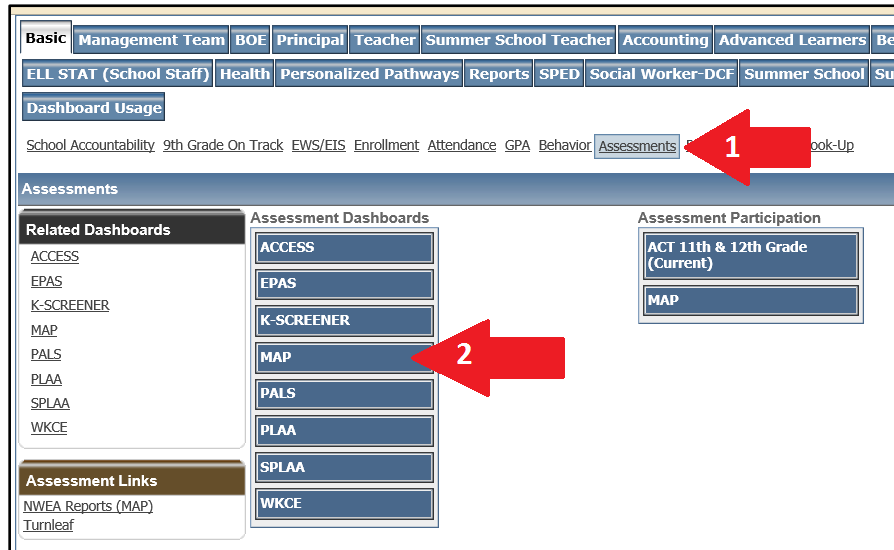 Basic Management Team BOE Principal Teacher Summer School Teacher Accounting Advanced Learners
ELL STAT (School Staff) Health Personalized Pathways Reports SPED Social Worker-DCF Summer School
Dashboard Usage
School Accountability 9th Grade On Track EWS/EIS Enrollment Attendance GPA Behavior Assessments 1 ook-Up
Assessments
Related Dashboards
ACCESS
EPAS
K-SCREENER
MAP
PALS
PLAA
SPLAA
WKCE
Assessment Links
NWEA Reports (MAP)
Turnleaf
Assessment Dashboards
ACCESS
EPAS
K-SCREENER
MAP 2
PALS
PLAA
SPLAA
WKCE
Assessment Participation
ACT 11th & 12th Grade
(Current)
MAP